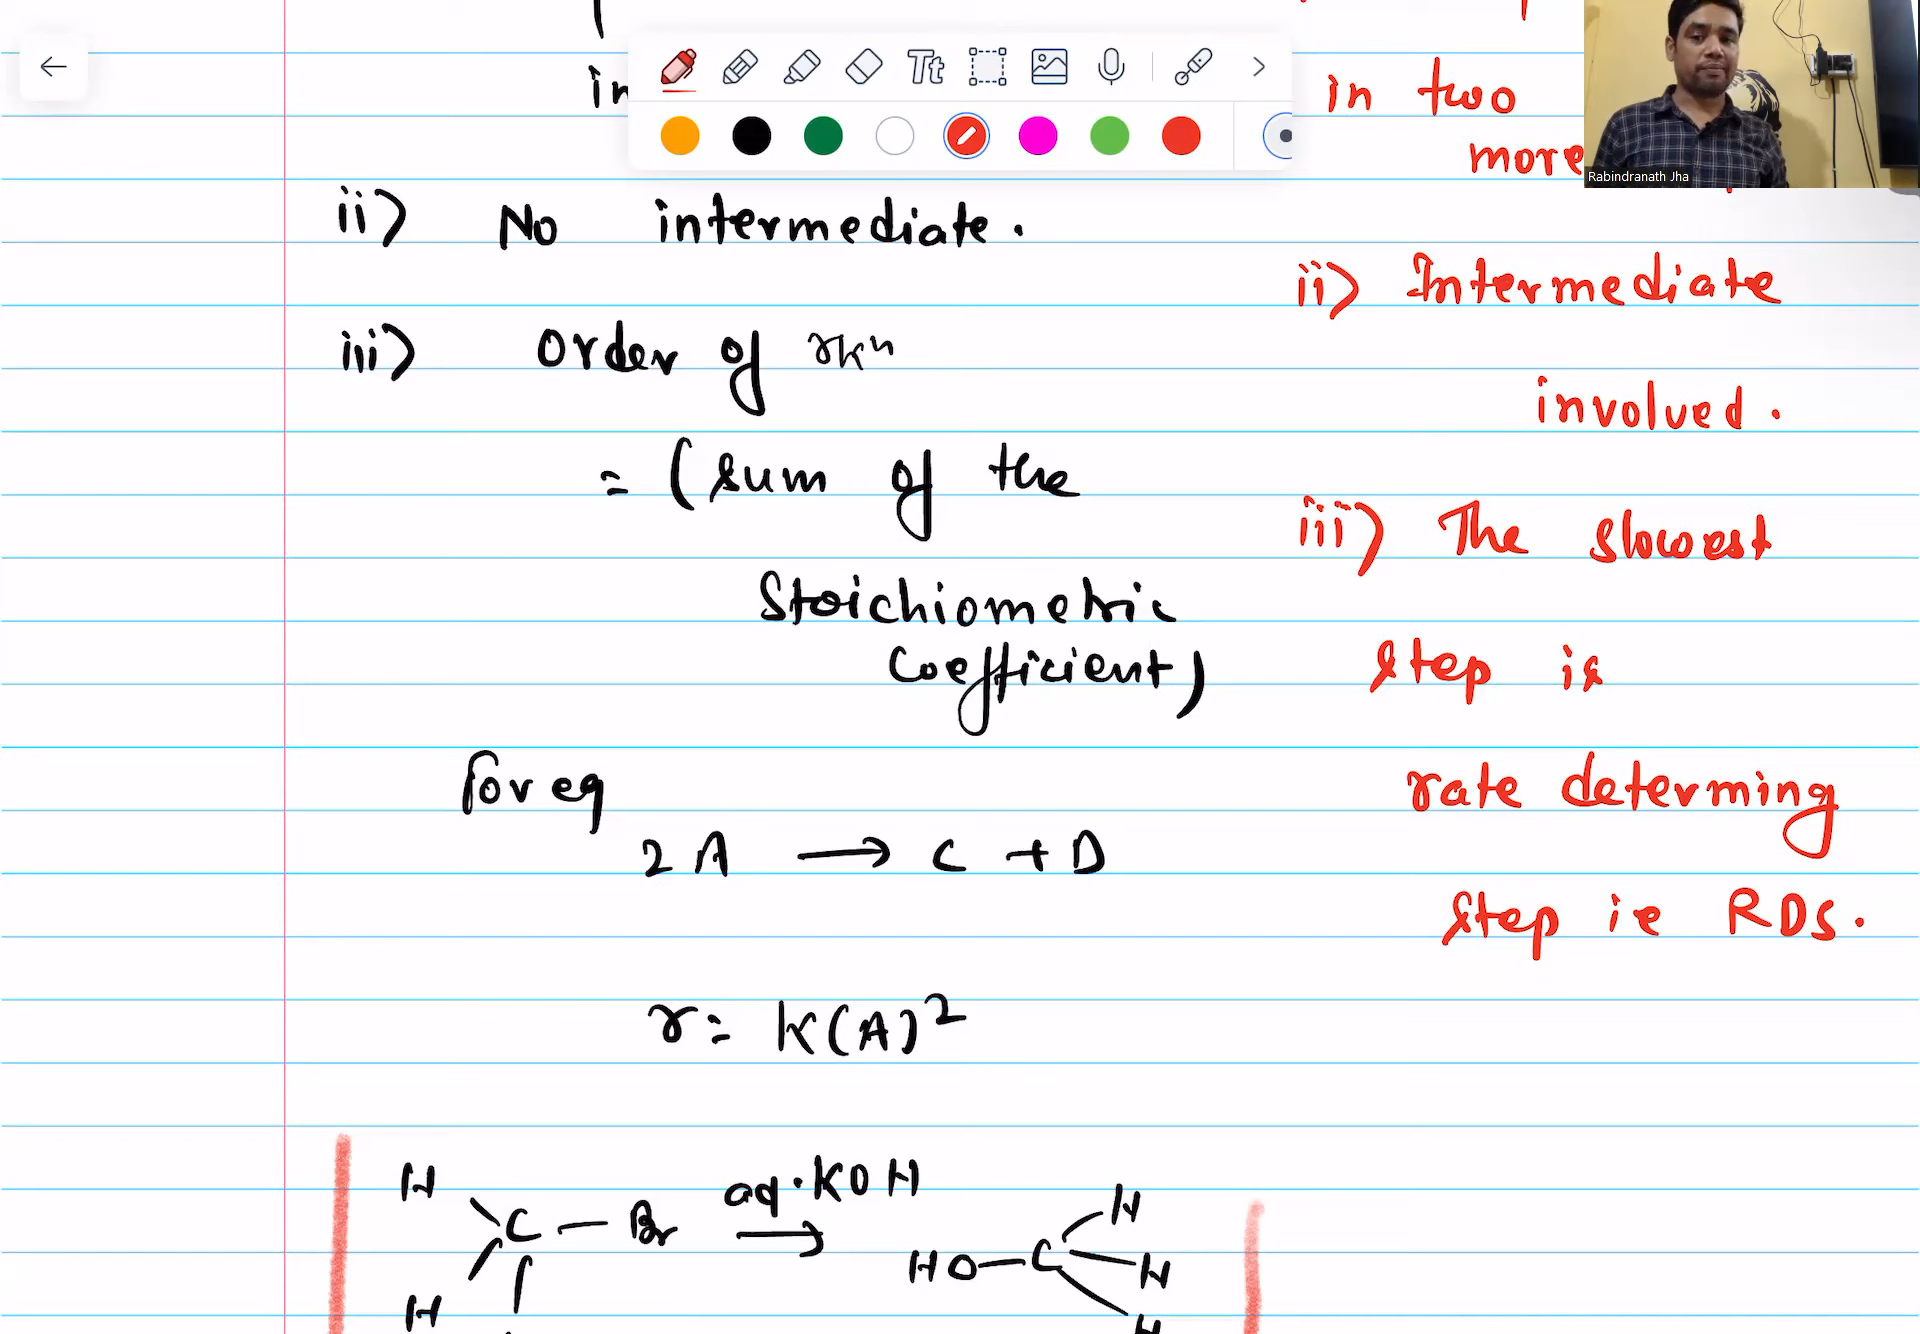 in
ii) No intermediate.
iii) Order of rxn
= (sum of the
Stoichiometric
Coefficient)
for eg
2A → C + D
r = K(A)²
H
C — Br
H
aq. KOH
→
HO — C
H
H
H
in two
more
ii) Intermediate
involved.
iii) The slowest
step is
rate determing
step ie RDS.
Tt
Rabindranath Jha